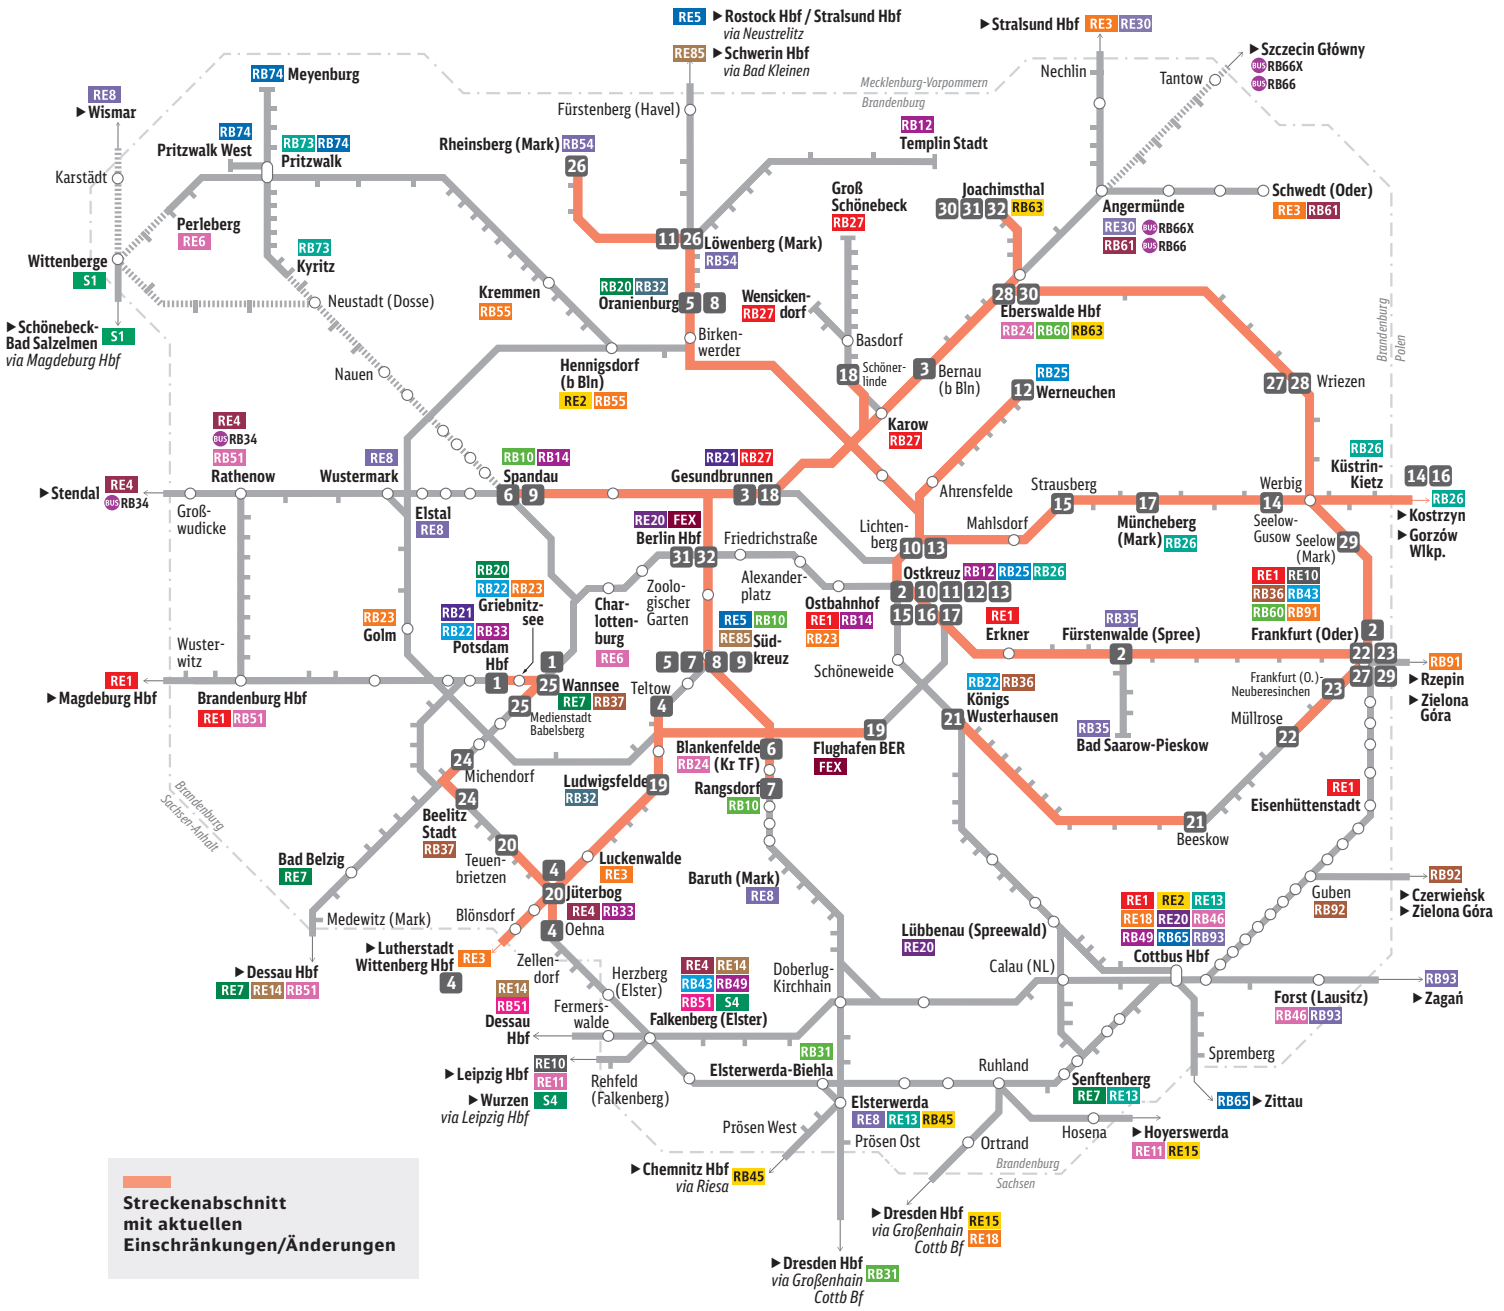 RE5 Rostock Hbf / Stralsund Hbf
via Neustrelitz
RE85 Schwerin Hbf
via Bad Kleinen
Stralsund Hbf RE3 RE30
Szczecin Główny
BUS RB66X
BUS RB66
Nechlin
Tantow
Mecklenburg-Vorpommern
Brandenburg
RE8
Wismar
RB74 Meyenburg
RB74
Pritzwalk West
RB73 RB74
Pritzwalk
Karstädt
Perleberg
RE6
RB73
Kyritz
Wittenberge
S1
Neustadt (Dosse)
Schönebeck-
Bad Salzelmen
via Magdeburg Hbf
S1
Fürstenberg (Havel)
Rheinsberg (Mark) RB54
26
RB12
Templin Stadt
11 26
Löwenberg (Mark)
RB54
Groß
Schönebeck
RB27
Joachimsthal
30 31 32 RB63
Angermünde
RE30 BUS RB66X
RB61 BUS RB66
Schwedt (Oder)
RE3 RB61
Kremmen
RB55
RB20 RB32
Oranienburg 5 8
Wensicken-
dorf
RB27
28 30
Eberswalde Hbf
RB24 RB60 RB63
Brandenburg
Polen
Birken-
werder
Basdorf
18 Schöner-
linde
3 Bernau
(b Bln)
27 28 Wriezen
Nauen
Hennigsdorf
(b Bln)
RE2 RB55
12 RB25
Werneuchen
Karow
RB27
RE4
BUS RB34
RB51
Rathenow
RE8
Wustermark
RB10 RB14
Spandau
6 9
RB21 RB27
Gesundbrunnen
3 18
RB26
Küstrin-
Kietz
14 16
RB26
Kostrzyn
Gorzów
Wlkp.
Stendal RE4
BUS RB34
Groß-
wudicke
Elstal
RE8
Ahrensfelde
Strausberg
15
17
Müncheberg
(Mark) RB26
Werbig
14
Seelow-
Gusow
Seelow
(Mark)
29
RE20 FEX
Berlin Hbf
31 32
Friedrichstraße
Lichten-
berg
10 13
Mahlsdorf
Alexander-
platz
Zoolo-
gischer
Garten
RB20
RB22 RB23
Griebnitz-
see
RB21
RB22 RB33
Potsdam
Hbf
Char-
lotten-
burg
RE6
Ostbahnhof
RE1 RB14
RB23
Ostkreuz RB12 RB25 RB26
2 10 11 12 13
15 16 17
RE1 RE10
RB36 RB43
RB60 RB91
Frankfurt (Oder)
2
22 23
27 29
RB23
Golm
RE5 RB10
RE85 Süd-
kreuz
5 7 8 9
RE1
Erkner
RB35
Fürstenwalde (Spree)
2
Wuster-
witz
Schöneweide
RB91
Rzepin
Zielona
Góra
RE1
Magdeburg Hbf
Brandenburg Hbf
RE1 RB51
1
1
25 Wannsee
RE7 RB37
25
Medienstadt
Babelsberg
Teltow
4
RB22 RB36
Königs
Wusterhausen
21
Frankfurt (O.)-
Neuberesinchen
23
Müllrose
22
RB35
Bad Saarow-Pieskow
19
Flughafen BER
FEX
Blankenfelde
RB24 (Kr TF)
6
24
Michendorf
Ludwigsfelde
RB32
19
Rangsdorf
RB10
7
RE1
Eisenhüttenstadt
Brandenburg
Sachsen-Anhalt
24
Beelitz
Stadt
RB37
21
Beeskow
20
Teuen-
brietzen
Bad Belzig
RE7
Luckenwalde
RE3
4
20 Jüterbog
RE4 RB33
Baruth (Mark)
RE8
Guben
RB92
RB92
Czerwieńsk
Zielona Góra
Medewitz (Mark)
Blönsdorf
4 Oehna
Lutherstadt
Wittenberg Hbf
RE3
4
Lübbenau (Spreewald)
RE20
RE1 RE2 RE13
RE18 RE20 RB46
RB49 RB65 RB93
Cottbus Hbf
Dessau Hbf
RE7 RE14 RB51
Zellen-
dorf
Herzberg
(Elster)
RE4 RE14
RB43 RB49
RB51 S4
Falkenberg (Elster)
Doberlug-
Kirchhain
Calau (NL)
Forst (Lausitz)
RB46 RB93
RB93
Zagań
RE14
RB51
Dessau
Hbf
Fermers-
walde
RE10
Leipzig Hbf
RE11
Wurzen S4
via Leipzig Hbf
Rehfeld
(Falkenberg)
RB31
Elsterwerda-Biehla
Ruhland
Senftenberg
RE7 RE13
Spremberg
RB65 Zittau
Elsterwerda
RE8 RE13 RB45
Prösen West
Prösen Ost
Ortrand
Hosena
Hoyerswerda
RE11 RE15
Chemnitz Hbf
via Riesa
RB45
Brandenburg
Sachsen
Dresden Hbf
via Großenhain
Cottb Bf
RE15
RE18
Dresden Hbf
via Großenhain
Cottb Bf
RB31
Streckenabschnitt
mit aktuellen
Einschränkungen/Änderungen